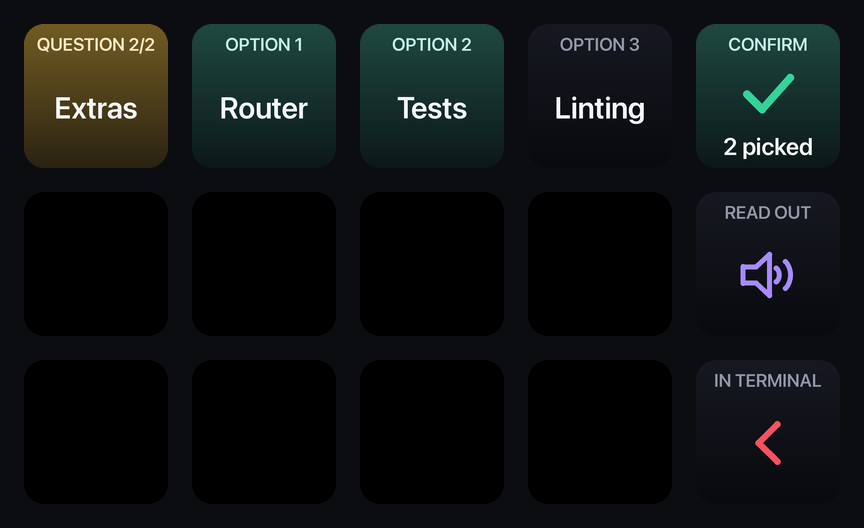 QUESTION 2/2
Extras
OPTION 1
Router
OPTION 2
Tests
OPTION 3
Linting
CONFIRM
2 picked
READ OUT
IN TERMINAL